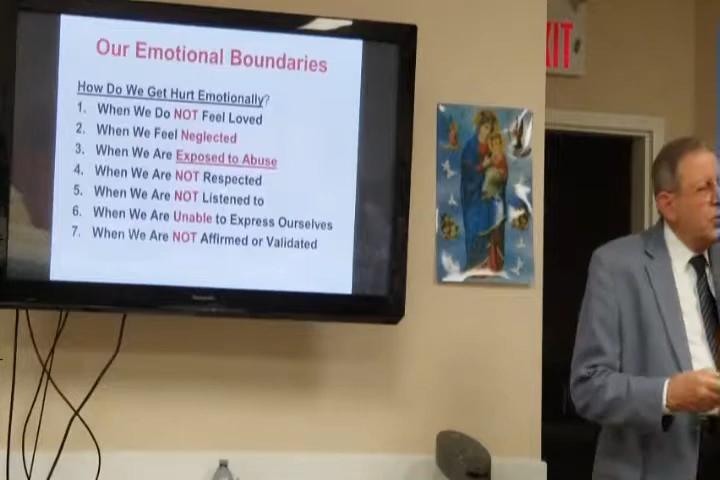 Our Emotional Boundaries
How Do We Get Hurt Emotionally?
1. When We Do NOT Feel Loved
2. When We Feel Neglected
3. When We Are Exposed to Abuse
4. When We Are NOT Respected
5. When We Are NOT Listened to
6. When We Are Unable to Express Ourselves
7. When We Are NOT Affirmed or Validated
Panasonic
XIT